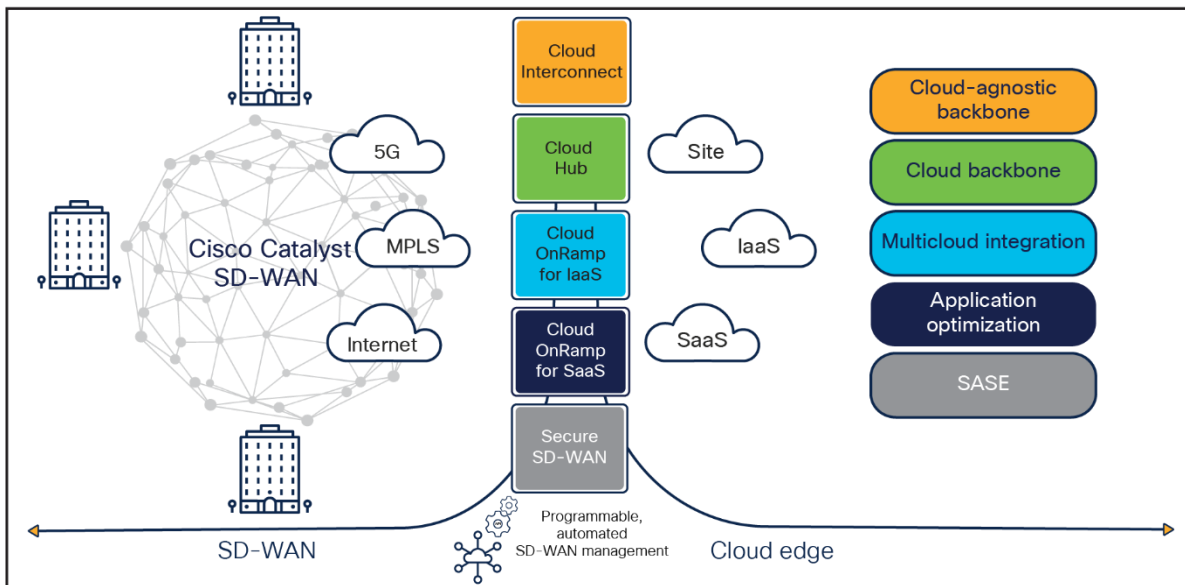 Cloud
Interconnect
Cloud-agnostic
backbone
5G
Cloud
Hub
Site
Cloud backbone
Cisco Catalyst
SD-WAN
MPLS
Cloud
OnRamp
for IaaS
IaaS
Multicloud integration
Internet
Cloud
OnRamp
for SaaS
SaaS
Application
optimization
SASE
Secure
SD-WAN
Programmable,
automated
SD-WAN management
SD-WAN
Cloud edge